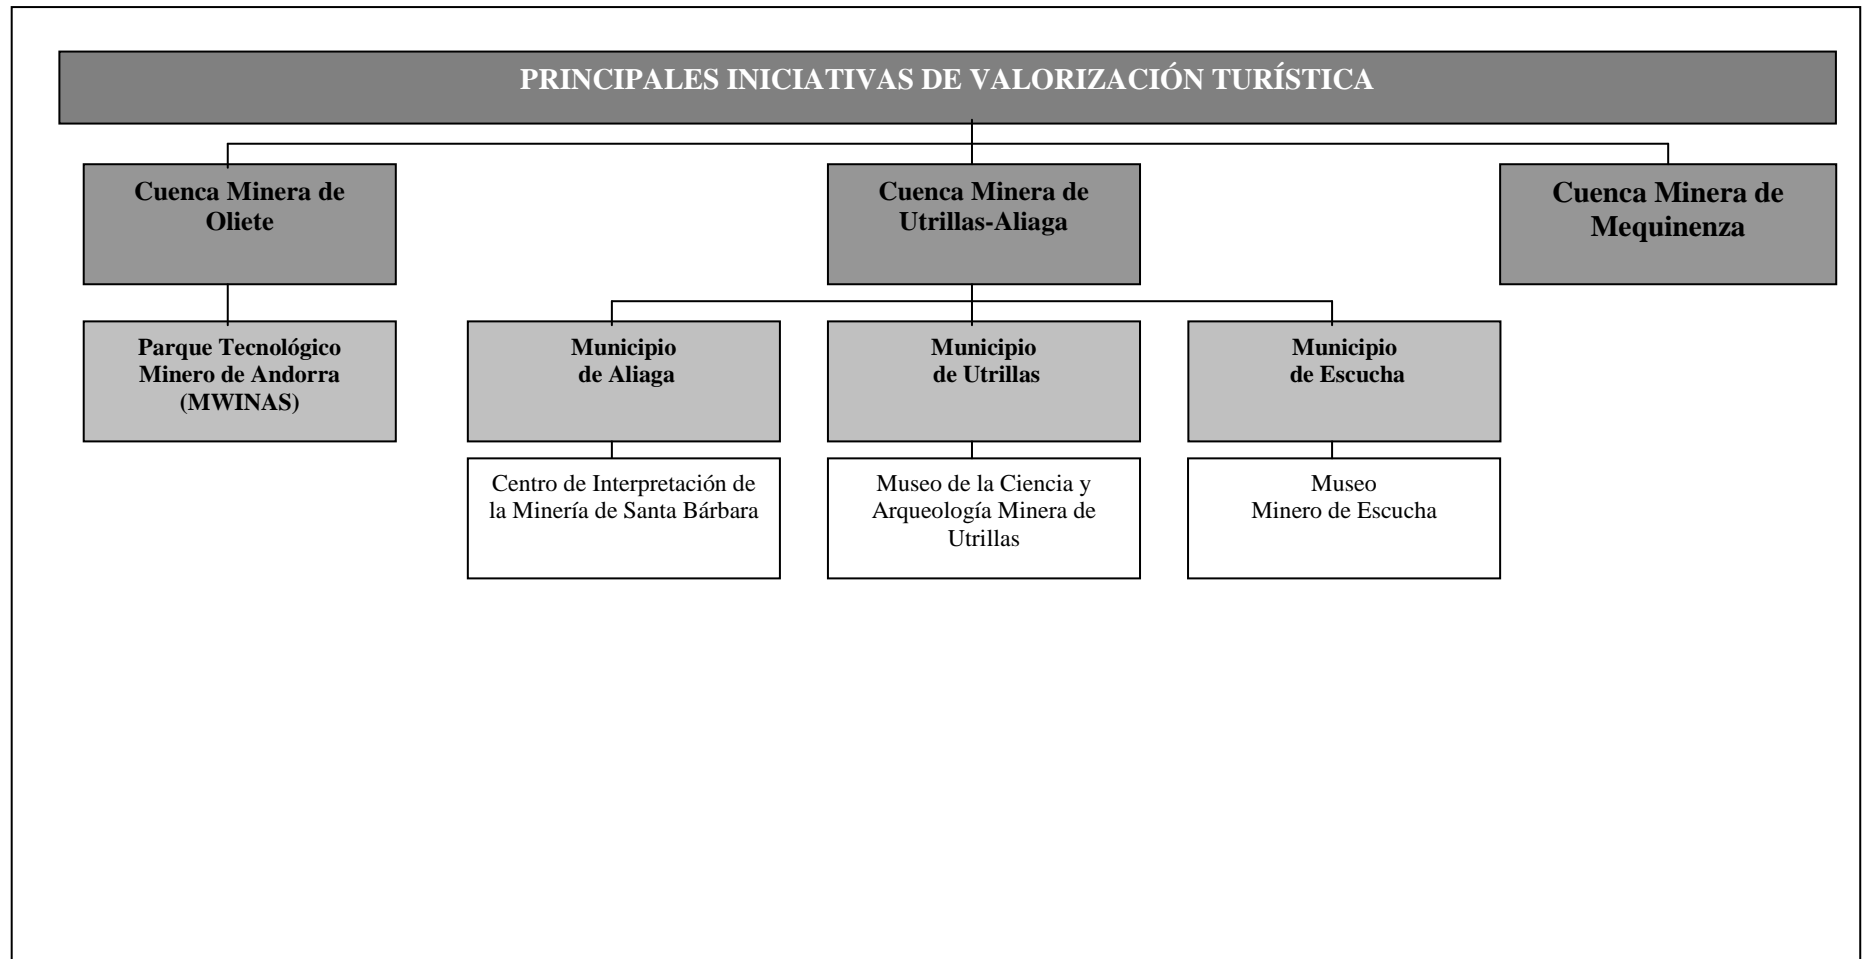 PRINCIPALES INICIATIVAS DE VALORIZACIÓN TURÍSTICA
Cuenca Minera de
Oliete
Cuenca Minera de
Utrillas-Aliaga
Cuenca Minera de
Mequinenza
Parque Tecnológico
Minero de Andorra
(MWINAS)
Municipio
de Aliaga
Municipio
de Utrillas
Municipio
de Escucha
Centro de Interpretación de
la Minería de Santa Bárbara
Museo de la Ciencia y
Arqueología Minera de
Utrillas
Museo
Minero de Escucha